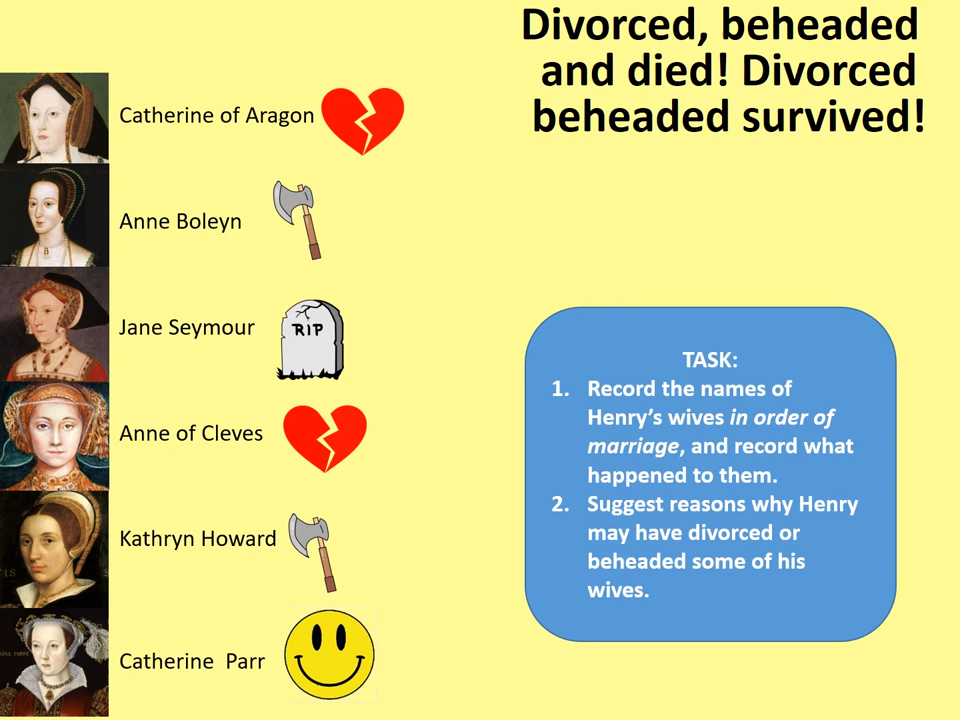 Divorced, beheaded
and died! Divorced
beheaded survived!
Catherine of Aragon
Anne Boleyn
Jane Seymour
RIP
Anne of Cleves
Kathryn Howard
Catherine Parr
TASK:
1. Record the names of
Henry’s wives in order of
marriage, and record what
happened to them.
2. Suggest reasons why Henry
may have divorced or
beheaded some of his
wives.